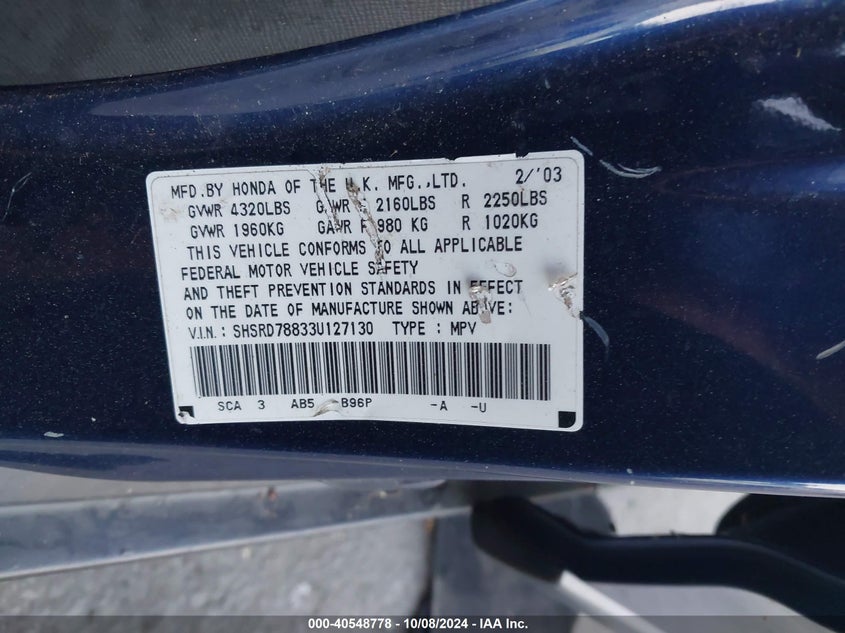 MFD.BY HONDA OF THE U.K. MFG.,LTD. 2/'03
GVWR 4320LBS GAWR F 2160LBS R 2250LBS
GVWR 1960KG GAWR F 980 KG R 1020KG
THIS VEHICLE CONFORMS TO ALL APPLICABLE
FEDERAL MOTOR VEHICLE SAFETY
AND THEFT PREVENTION STANDARDS IN EFFECT
ON THE DATE OF MANUFACTURE SHOWN ABOVE:
V.I.N.: SHSRD78833U127130 TYPE : MPV
SCA 3 AB5 B96P -A -U
000-40548778 - 10/08/2024 - IAA Inc.